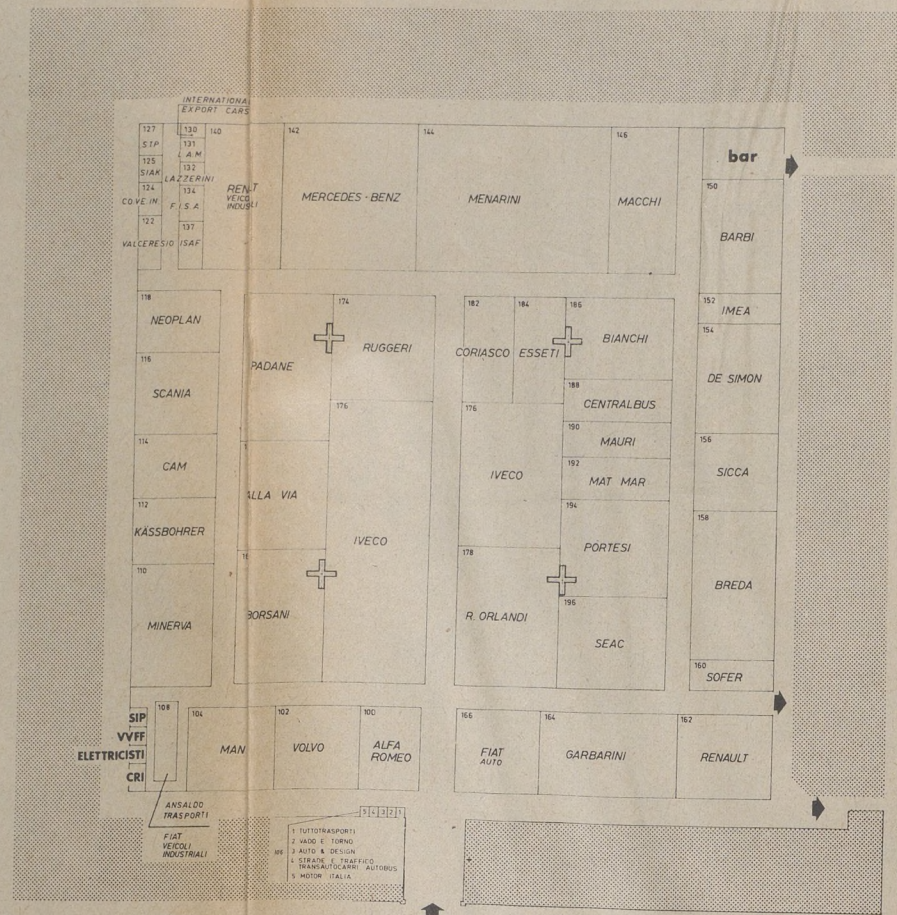 INTERNATIONAL
EXPORT CARS
127
SIP
125
SIAK
124
CO.VE.IN.
122
VALCERESIO
130
131
I.A.M
132
LAZZERINI
134
F.I.S.A.
137
ISAF
140
VEICO
142
MERCEDES - BENZ
144
MENARINI
146
MACCHI
bar
150
BARBI
152
IMEA
154
DE SIMON
156
SICCA
158
BREDA
160
SOFER
118
NEOPLAN
116
SCANIA
114
CAM
112
KÄSSBOHRER
110
MINERVA
PADANE
ALLA VIA
BORSANI
174
RUGGERI
176
IVECO
182
CORIASCO
184
ESSETI
186
BIANCHI
188
CENTRALBUS
190
MAURI
192
MAT MAR
194
PORTESI
196
SEAC
176
IVECO
178
R. ORLANDI
SIP
VVFF
ELETTRICISTI
CRI
108
ANSALDO
TRASPORTI
FIAT
VEICOLI
INDUSTRIALI
104
MAN
102
VOLVO
100
ALFA
ROMEO
166
FIAT
AUTO
164
GARBARINI
162
RENAULT
5 4 3 2 1
1 TUTTOTRASPORTI
2 VADO E TORNO
3 AUTO & DESIGN
4 STRADE E TRAFFICO
TRANSAUTOCARRI AUTOBUS
5 MOTOR ITALIA